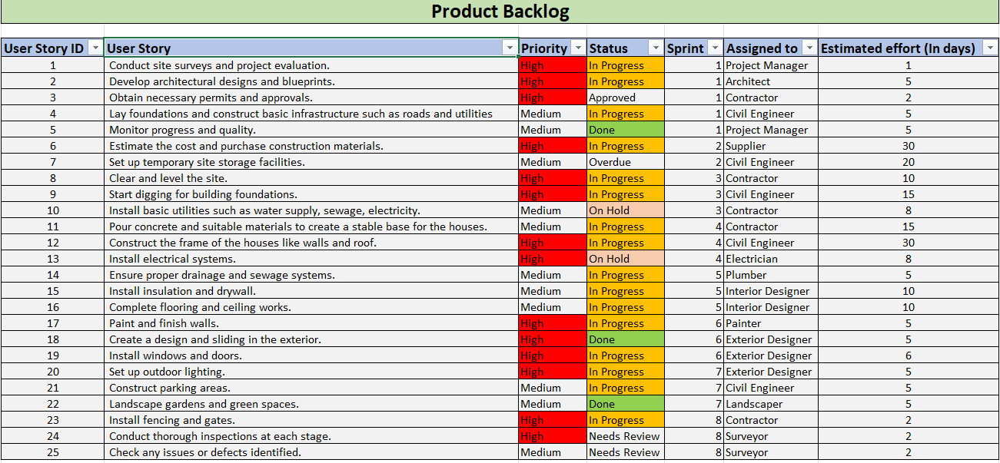 Product Backlog
User Story ID User Story Priority Status Sprint Assigned to Estimated effort (In days)
1 Conduct site surveys and project evaluation. High In Progress 1 Project Manager 1
2 Develop architectural designs and blueprints. High In Progress 1 Architect 5
3 Obtain necessary permits and approvals. High Approved 1 Contractor 2
4 Lay foundations and construct basic infrastructure such as roads and utilities Medium In Progress 1 Civil Engineer 5
5 Monitor progress and quality. Medium Done 1 Project Manager 5
6 Estimate the cost and purchase construction materials. High In Progress 2 Supplier 30
7 Set up temporary site storage facilities. Medium Overdue 2 Civil Engineer 20
8 Clear and level the site. High In Progress 3 Contractor 10
9 Start digging for building foundations. High In Progress 3 Civil Engineer 15
10 Install basic utilities such as water supply, sewage, electricity. Medium On Hold 3 Contractor 8
11 Pour concrete and suitable materials to create a stable base for the houses. Medium In Progress 4 Contractor 15
12 Construct the frame of the houses like walls and roof. High In Progress 4 Civil Engineer 30
13 Install electrical systems. High On Hold 4 Electrician 8
14 Ensure proper drainage and sewage systems. Medium In Progress 5 Plumber 5
15 Install insulation and drywall. Medium In Progress 5 Interior Designer 10
16 Complete flooring and ceiling works. Medium In Progress 5 Interior Designer 10
17 Paint and finish walls. High In Progress 6 Painter 5
18 Create a design and sliding in the exterior. High Done 6 Exterior Designer 5
19 Install windows and doors. High In Progress 6 Exterior Designer 6
20 Set up outdoor lighting. High In Progress 7 Exterior Designer 5
21 Construct parking areas. Medium In Progress 7 Civil Engineer 5
22 Landscape gardens and green spaces. Medium Done 7 Landscaper 5
23 Install fencing and gates. High In Progress 8 Contractor 2
24 Conduct thorough inspections at each stage. High Needs Review 8 Surveyor 2
25 Check any issues or defects identified. Medium Needs Review 8 Surveyor 2